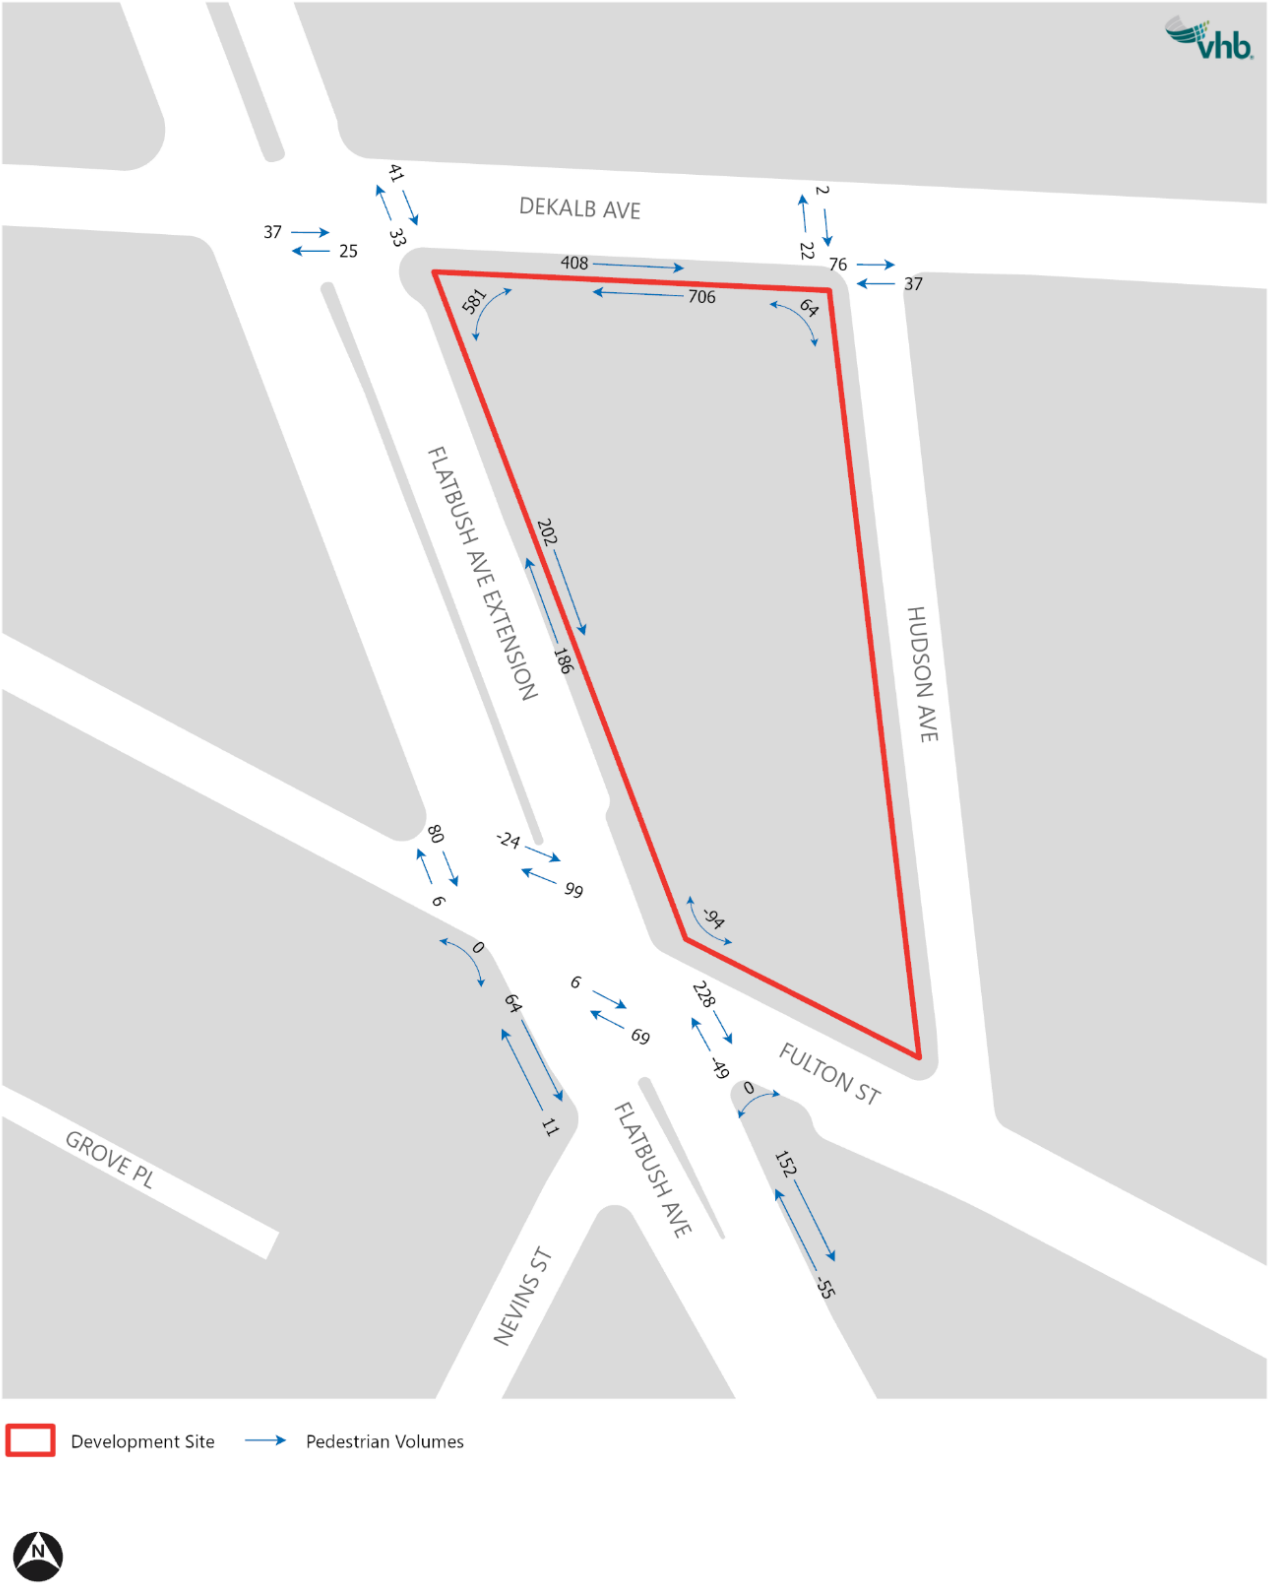 vhb
41
2
DEKALB AVE
37
25
33
22
76
37
408
706
581
64
FLATBUSH AVE EXTENSION
202
186
HUDSON AVE
80
-24
99
6
-94
0
6
64
228
69
-49
FULTON ST
0
11
FLATBUSH AVE
GROVE PL
152
-55
NEVINS ST
Development Site
Pedestrian Volumes
N